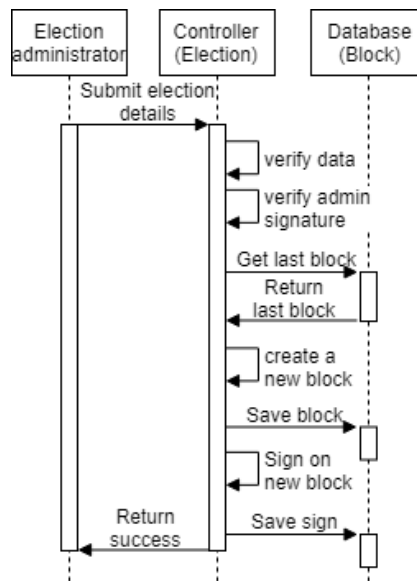 Election
administrator
Controller
(Election)
Database
(Block)
Submit election
details
verify data
verify admin
signature
Get last block
Return
last block
create a
new block
Save block
Sign on
new block
Return
success
Save sign